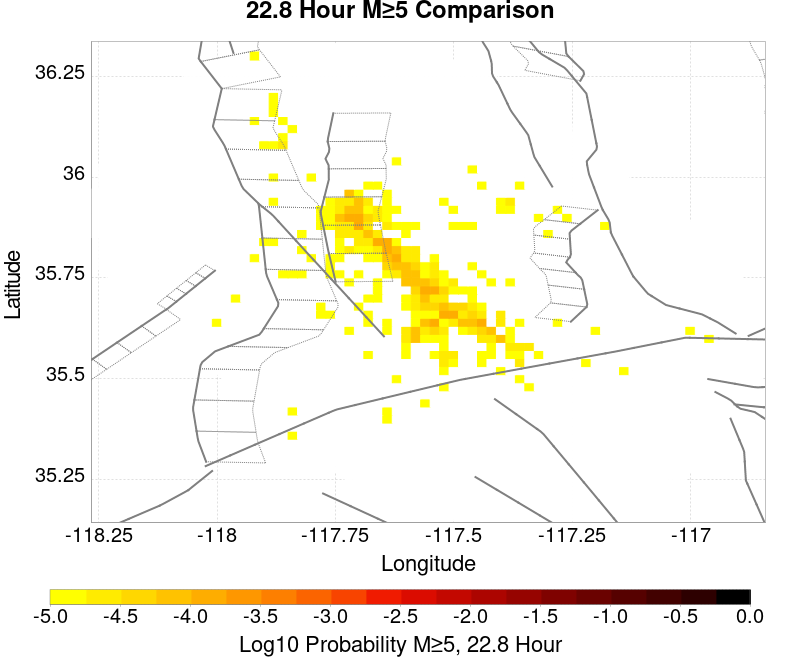 22.8 Hour M≥5 Comparison
36.25
36
35.75
35.5
35.25
Latitude
-118.25 -118 -117.75 -117.5 -117.25 -117
Longitude
-5.0 -4.5 -4.0 -3.5 -3.0 -2.5 -2.0 -1.5 -1.0 -0.5 0.0
Log10 Probability M≥5, 22.8 Hour